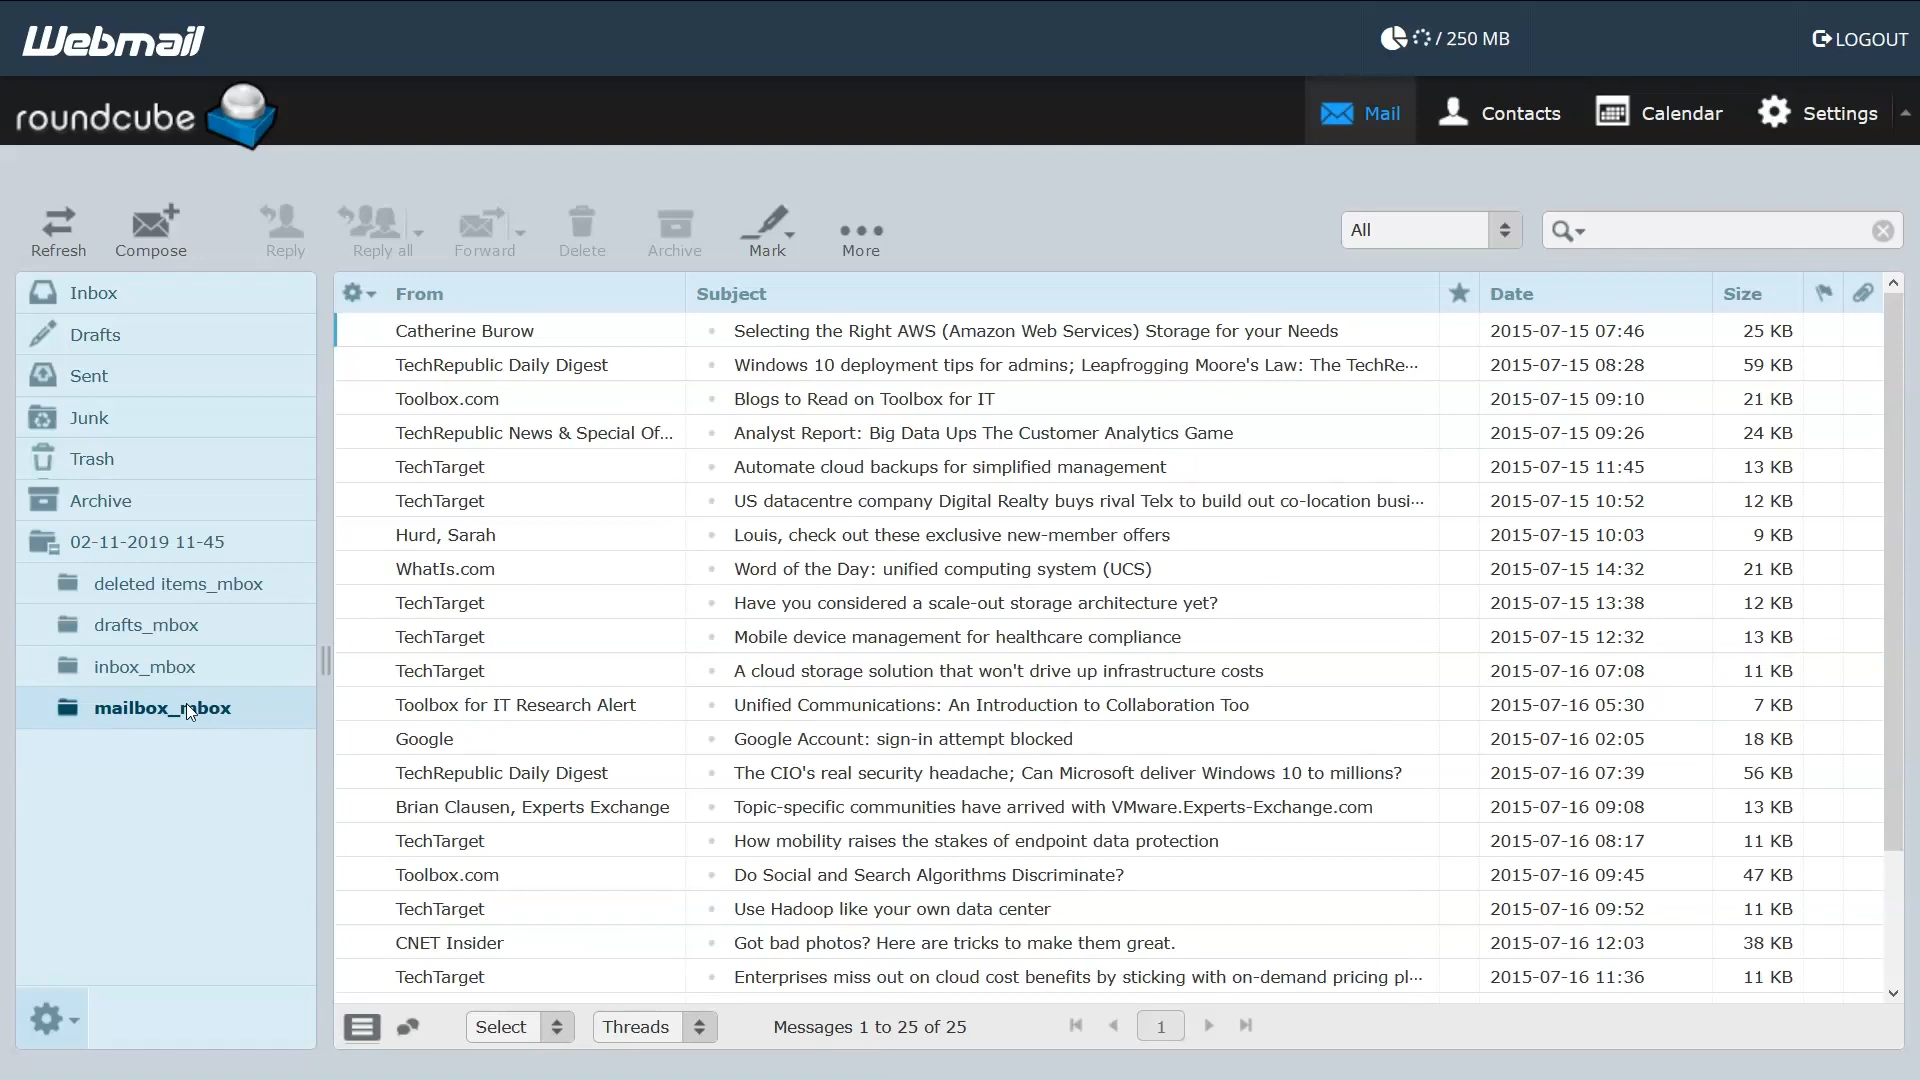 Webmail
/ 250 MB
LOGOUT
roundcube
Mail
Contacts
Calendar
Settings
Refresh
Compose
Reply
Reply all
Forward
Delete
Archive
Mark
More
All
Inbox
Drafts
Sent
Junk
Trash
Archive
02-11-2019 11-45
deleted items_mbox
drafts_mbox
inbox_mbox
mailbox_mbox
From Subject Date Size
Catherine Burow Selecting the Right AWS (Amazon Web Services) Storage for your Needs 2015-07-15 07:46 25 KB
TechRepublic Daily Digest Windows 10 deployment tips for admins; Leapfrogging Moore's Law: The TechRe... 2015-07-15 08:28 59 KB
Toolbox.com Blogs to Read on Toolbox for IT 2015-07-15 09:10 21 KB
TechRepublic News & Special Of... Analyst Report: Big Data Ups The Customer Analytics Game 2015-07-15 09:26 24 KB
TechTarget Automate cloud backups for simplified management 2015-07-15 11:45 13 KB
TechTarget US datacentre company Digital Realty buys rival Telx to build out co-location busi... 2015-07-15 10:52 12 KB
Hurd, Sarah Louis, check out these exclusive new-member offers 2015-07-15 10:03 9 KB
WhatIs.com Word of the Day: unified computing system (UCS) 2015-07-15 14:32 21 KB
TechTarget Have you considered a scale-out storage architecture yet? 2015-07-15 13:38 12 KB
TechTarget Mobile device management for healthcare compliance 2015-07-15 12:32 13 KB
TechTarget A cloud storage solution that won't drive up infrastructure costs 2015-07-16 07:08 11 KB
Toolbox for IT Research Alert Unified Communications: An Introduction to Collaboration Too 2015-07-16 05:30 7 KB
Google Google Account: sign-in attempt blocked 2015-07-16 02:05 18 KB
TechRepublic Daily Digest The CIO's real security headache; Can Microsoft deliver Windows 10 to millions? 2015-07-16 07:39 56 KB
Brian Clausen, Experts Exchange Topic-specific communities have arrived with VMware.Experts-Exchange.com 2015-07-16 09:08 13 KB
TechTarget How mobility raises the stakes of endpoint data protection 2015-07-16 08:17 11 KB
Toolbox.com Do Social and Search Algorithms Discriminate? 2015-07-16 09:45 47 KB
TechTarget Use Hadoop like your own data center 2015-07-16 09:52 11 KB
CNET Insider Got bad photos? Here are tricks to make them great. 2015-07-16 12:03 38 KB
TechTarget Enterprises miss out on cloud cost benefits by sticking with on-demand pricing pl... 2015-07-16 11:36 11 KB
Select
Threads
Messages 1 to 25 of 25
1